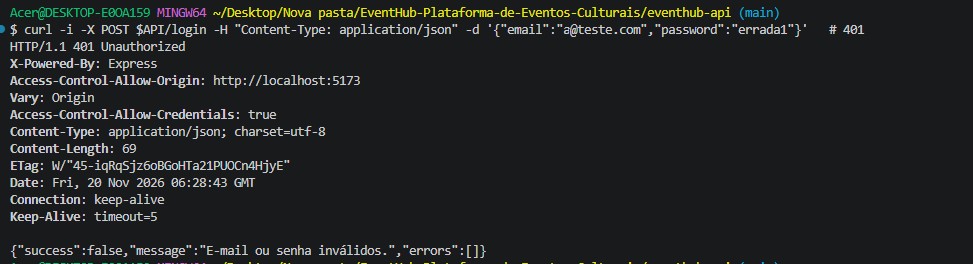 Acer@DESKTOP-E0OA159 MINGW64 ~/Desktop/Nova pasta/EventHub-Plataforma-de-Eventos-Culturais/eventhub-api (main)
$ curl -i -X POST $API/login -H "Content-Type: application/json" -d '{"email":"a@teste.com","password":"errada1"}'   # 401
HTTP/1.1 401 Unauthorized
X-Powered-By: Express
Access-Control-Allow-Origin: http://localhost:5173
Vary: Origin
Access-Control-Allow-Credentials: true
Content-Type: application/json; charset=utf-8
Content-Length: 69
ETag: W/"45-iqRqSjz6oBGoHTa21PUOCn4HjyE"
Date: Fri, 20 Nov 2026 06:28:43 GMT
Connection: keep-alive
Keep-Alive: timeout=5

{"success":false,"message":"E-mail ou senha inválidos.","errors":[]}